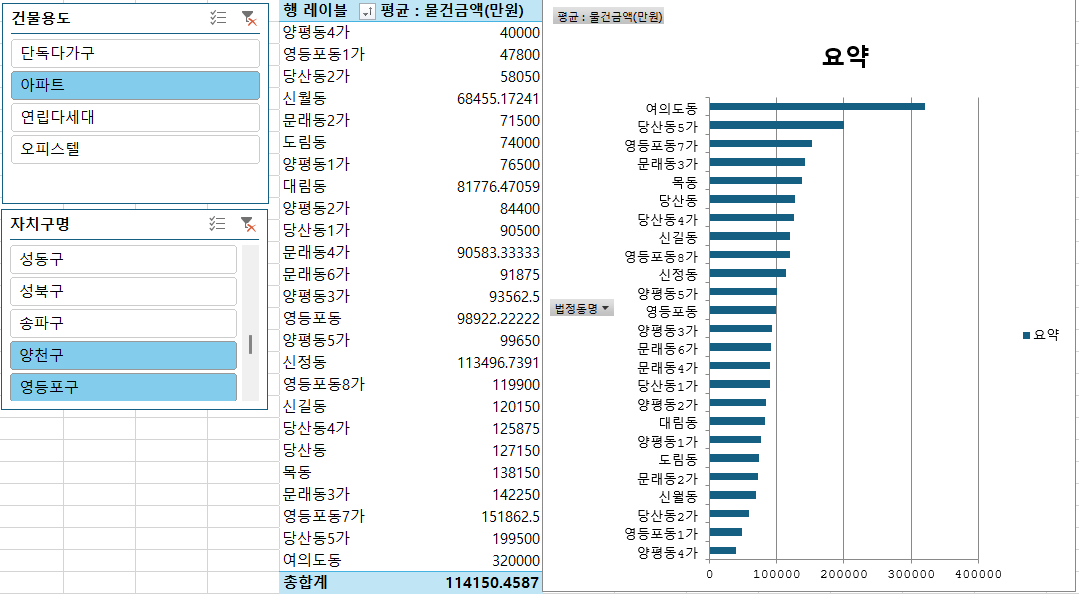 건물용도
단독다가구
아파트
연립다세대
오피스텔
자치구명
성동구
성북구
송파구
양천구
영등포구
행 레이블 평균 : 물건금액(만원)
양평동4가 40000
영등포동1가 47800
당산동2가 58050
신월동 68455.17241
문래동2가 71500
도림동 74000
양평동1가 76500
대림동 81776.47059
양평동2가 84400
당산동1가 90500
문래동4가 90583.33333
문래동6가 91875
양평동3가 93562.5
영등포동 98922.22222
양평동5가 99650
신정동 113496.7391
영등포동8가 119900
신길동 120150
당산동4가 125875
당산동 127150
목동 138150
문래동3가 142250
영등포동7가 151862.5
당산동5가 199500
여의도동 320000
총합계 114150.4587
평균 : 물건금액(만원)
요약
여의도동
당산동5가
영등포동7가
문래동3가
목동
당산동
당산동4가
신길동
영등포동8가
신정동
양평동5가
영등포동
양평동3가
문래동6가
문래동4가
당산동1가
양평동2가
대림동
양평동1가
도림동
문래동2가
신월동
당산동2가
영등포동1가
양평동4가
법정동명
0 100000 200000 300000 400000
요약